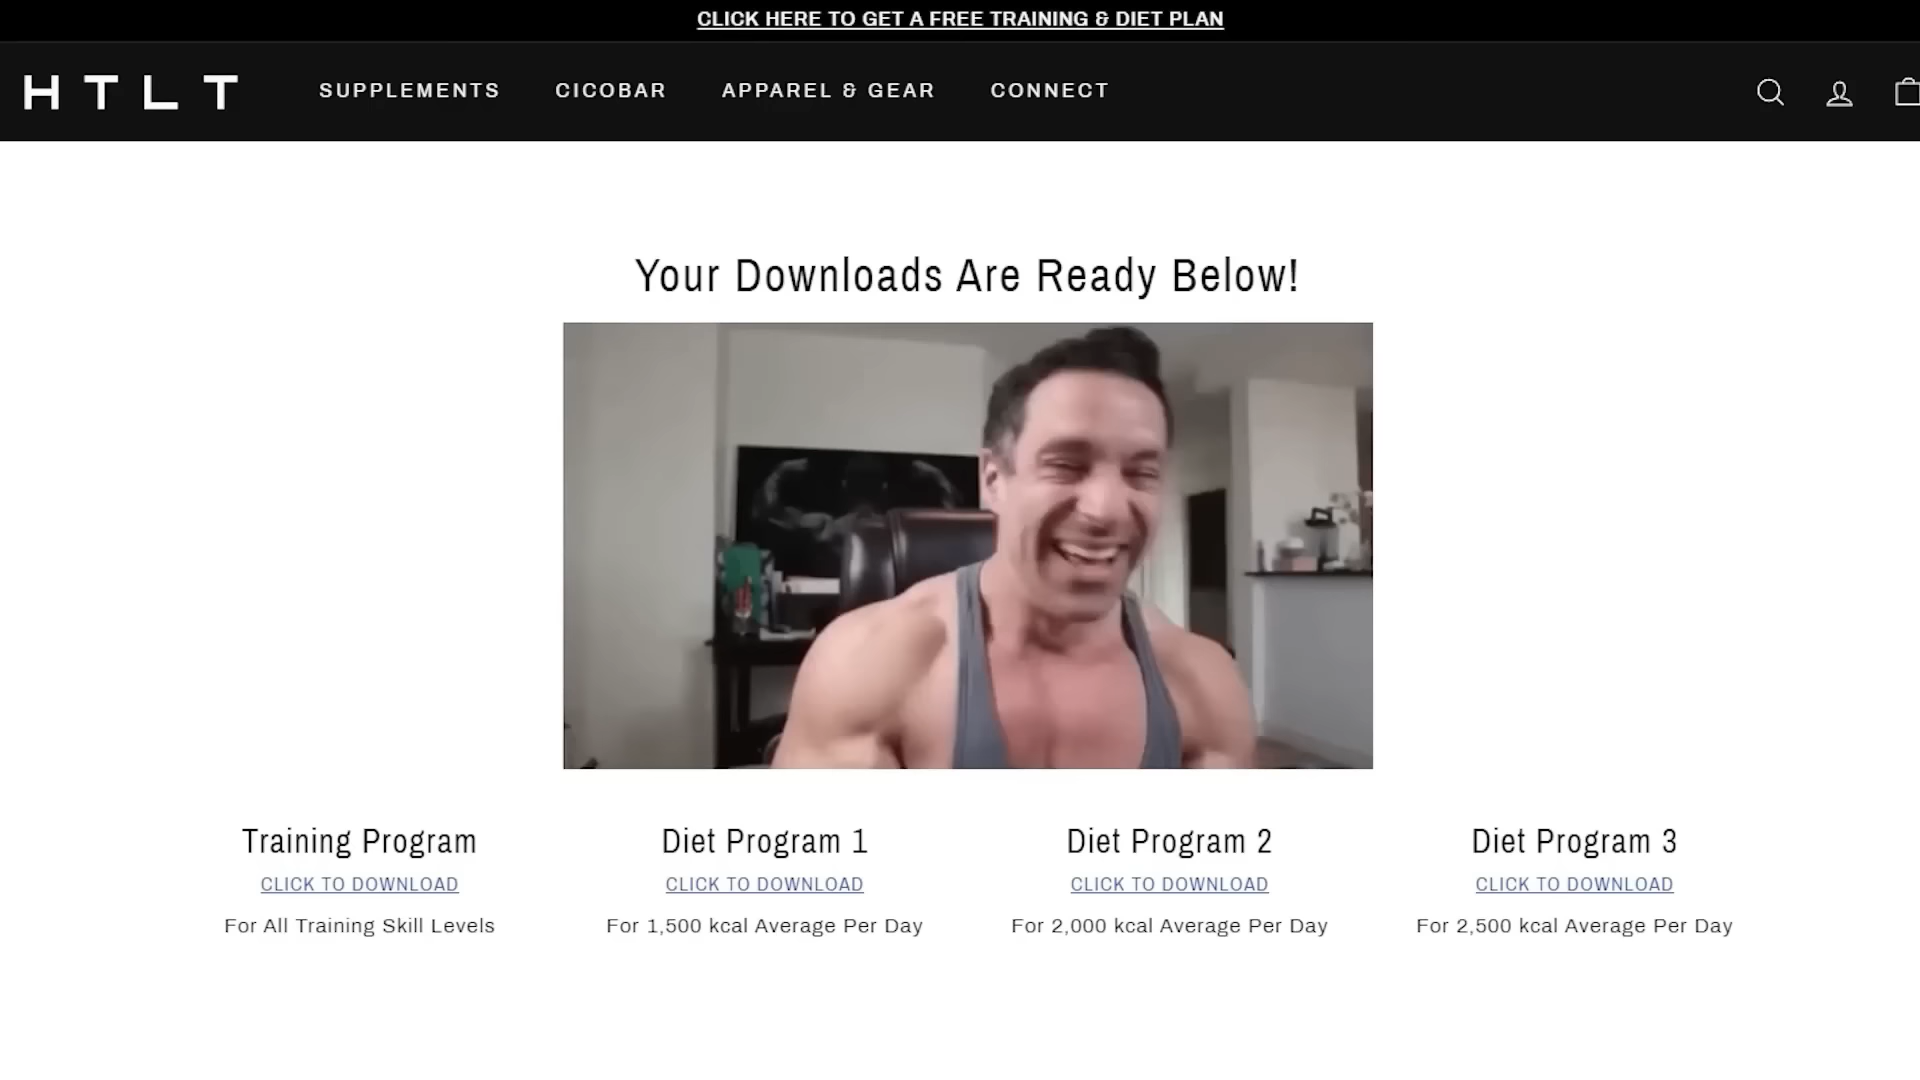 CLICK HERE TO GET A FREE TRAINING & DIET PLAN
HTLT
SUPPLEMENTS
CICOBAR
APPAREL & GEAR
CONNECT
Your Downloads Are Ready Below!
Training Program
CLICK TO DOWNLOAD
For All Training Skill Levels
Diet Program 1
CLICK TO DOWNLOAD
For 1,500 kcal Average Per Day
Diet Program 2
CLICK TO DOWNLOAD
For 2,000 kcal Average Per Day
Diet Program 3
CLICK TO DOWNLOAD
For 2,500 kcal Average Per Day